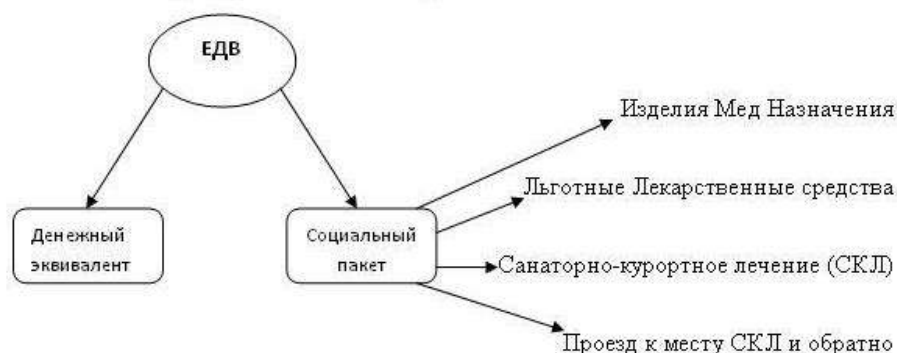 ЕДВ
Изделия Мед Назначения
Льготные Лекарственные средства
Денежный
эквивалент
Социальный
пакет
Санаторно-курортное лечение (СКЛ)
Проезд к месту СКЛ и обратно